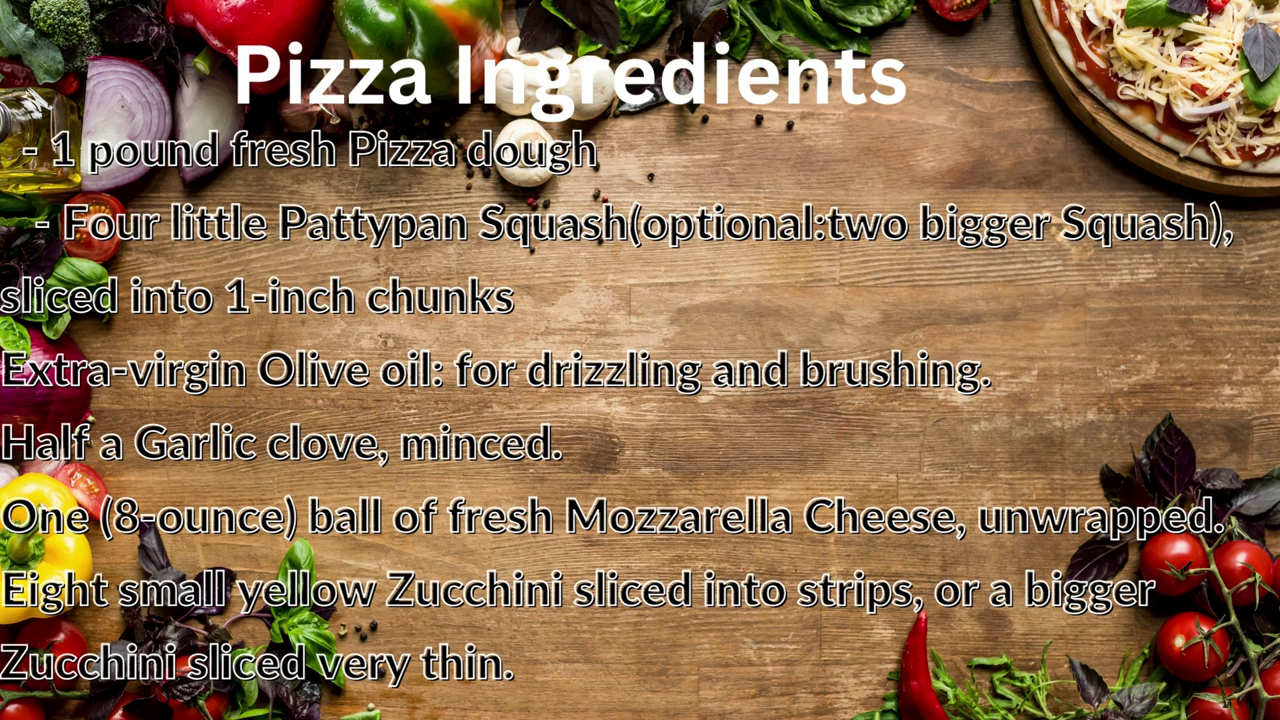 Pizza Ingredients
- 1 pound fresh Pizza dough
- Four little Pattypan Squash(optional:two bigger Squash),
sliced into 1-inch chunks
Extra-virgin Olive oil: for drizzling and brushing.
Half a Garlic clove, minced.
One (8-ounce) ball of fresh Mozzarella Cheese, unwrapped.
Eight small yellow Zucchini sliced into strips, or a bigger
Zucchini sliced very thin.